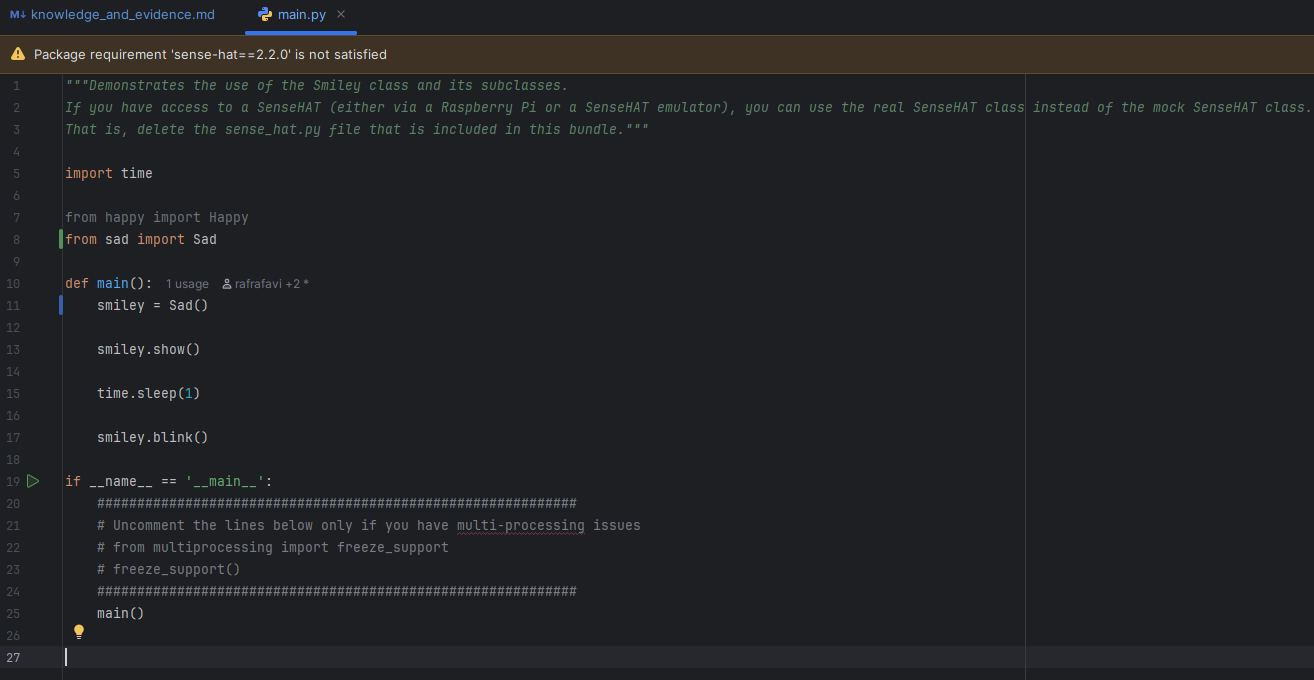 M↓ knowledge_and_evidence.md main.py ×
Package requirement 'sense-hat==2.2.0' is not satisfied
1 """Demonstrates the use of the Smiley class and its subclasses.
2 If you have access to a SenseHAT (either via a Raspberry Pi or a SenseHAT emulator), you can use the real SenseHAT class instead of the mock SenseHAT class.
3 That is, delete the sense_hat.py file that is included in this bundle."""
4
5 import time
6
7 from happy import Happy
8 from sad import Sad
9
10 def main(): 1 usage rafrafavi +2 *
11     smiley = Sad()
12
13     smiley.show()
14
15     time.sleep(1)
16
17     smiley.blink()
18
19 if __name__ == '__main__':
20     ############################################################
21     # Uncomment the lines below only if you have multi-processing issues
22     # from multiprocessing import freeze_support
23     # freeze_support()
24     ############################################################
25     main()
26
27